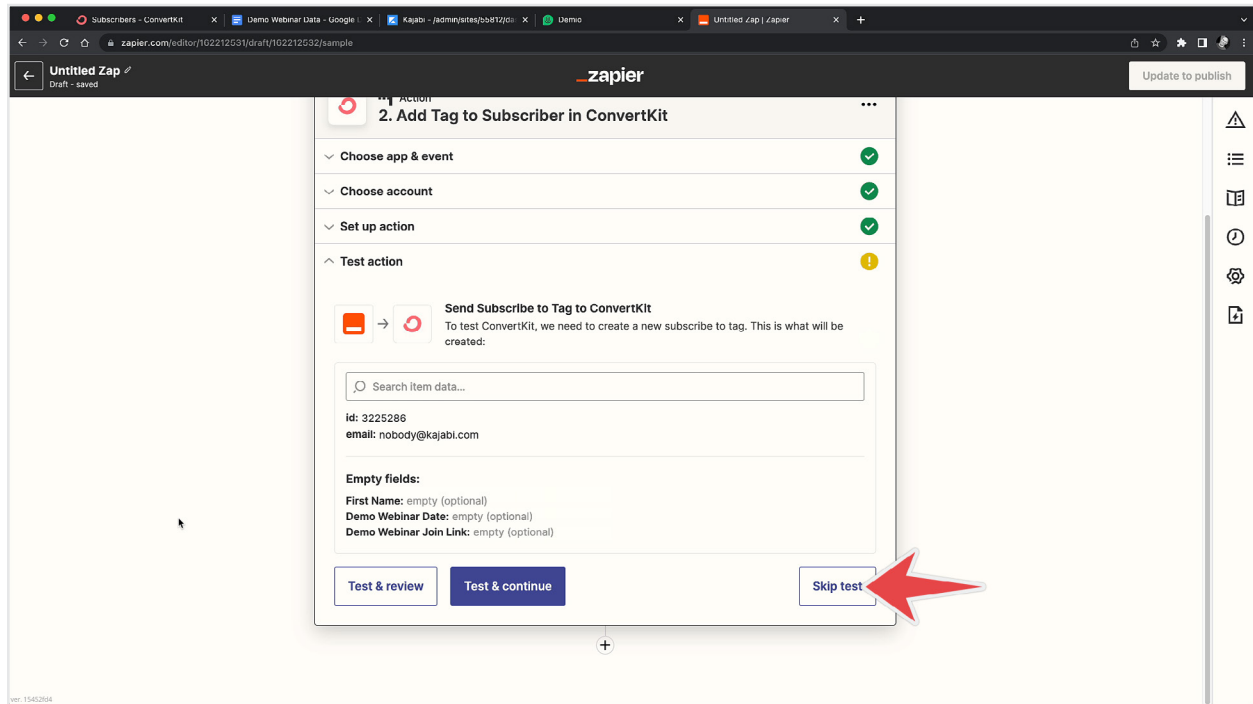 Subscribers - ConvertKit
Demo Webinar Data - Google
Kajabi - /admin/sites/55812/da
Demio
Untitled Zap | Zapier
zapier.com/editor/162212531/draft/162212532/sample
Untitled Zap
Draft - saved
_zapier
Update to publish
Action
2. Add Tag to Subscriber in ConvertKit
Choose app & event
Choose account
Set up action
Test action
Send Subscribe to Tag to ConvertKit
To test ConvertKit, we need to create a new subscribe to tag. This is what will be
created:
Search item data...
id: 3225286
email: nobody@kajabi.com
Empty fields:
First Name: empty (optional)
Demo Webinar Date: empty (optional)
Demo Webinar Join Link: empty (optional)
Test & review
Test & continue
Skip test
ver. 15452fd4